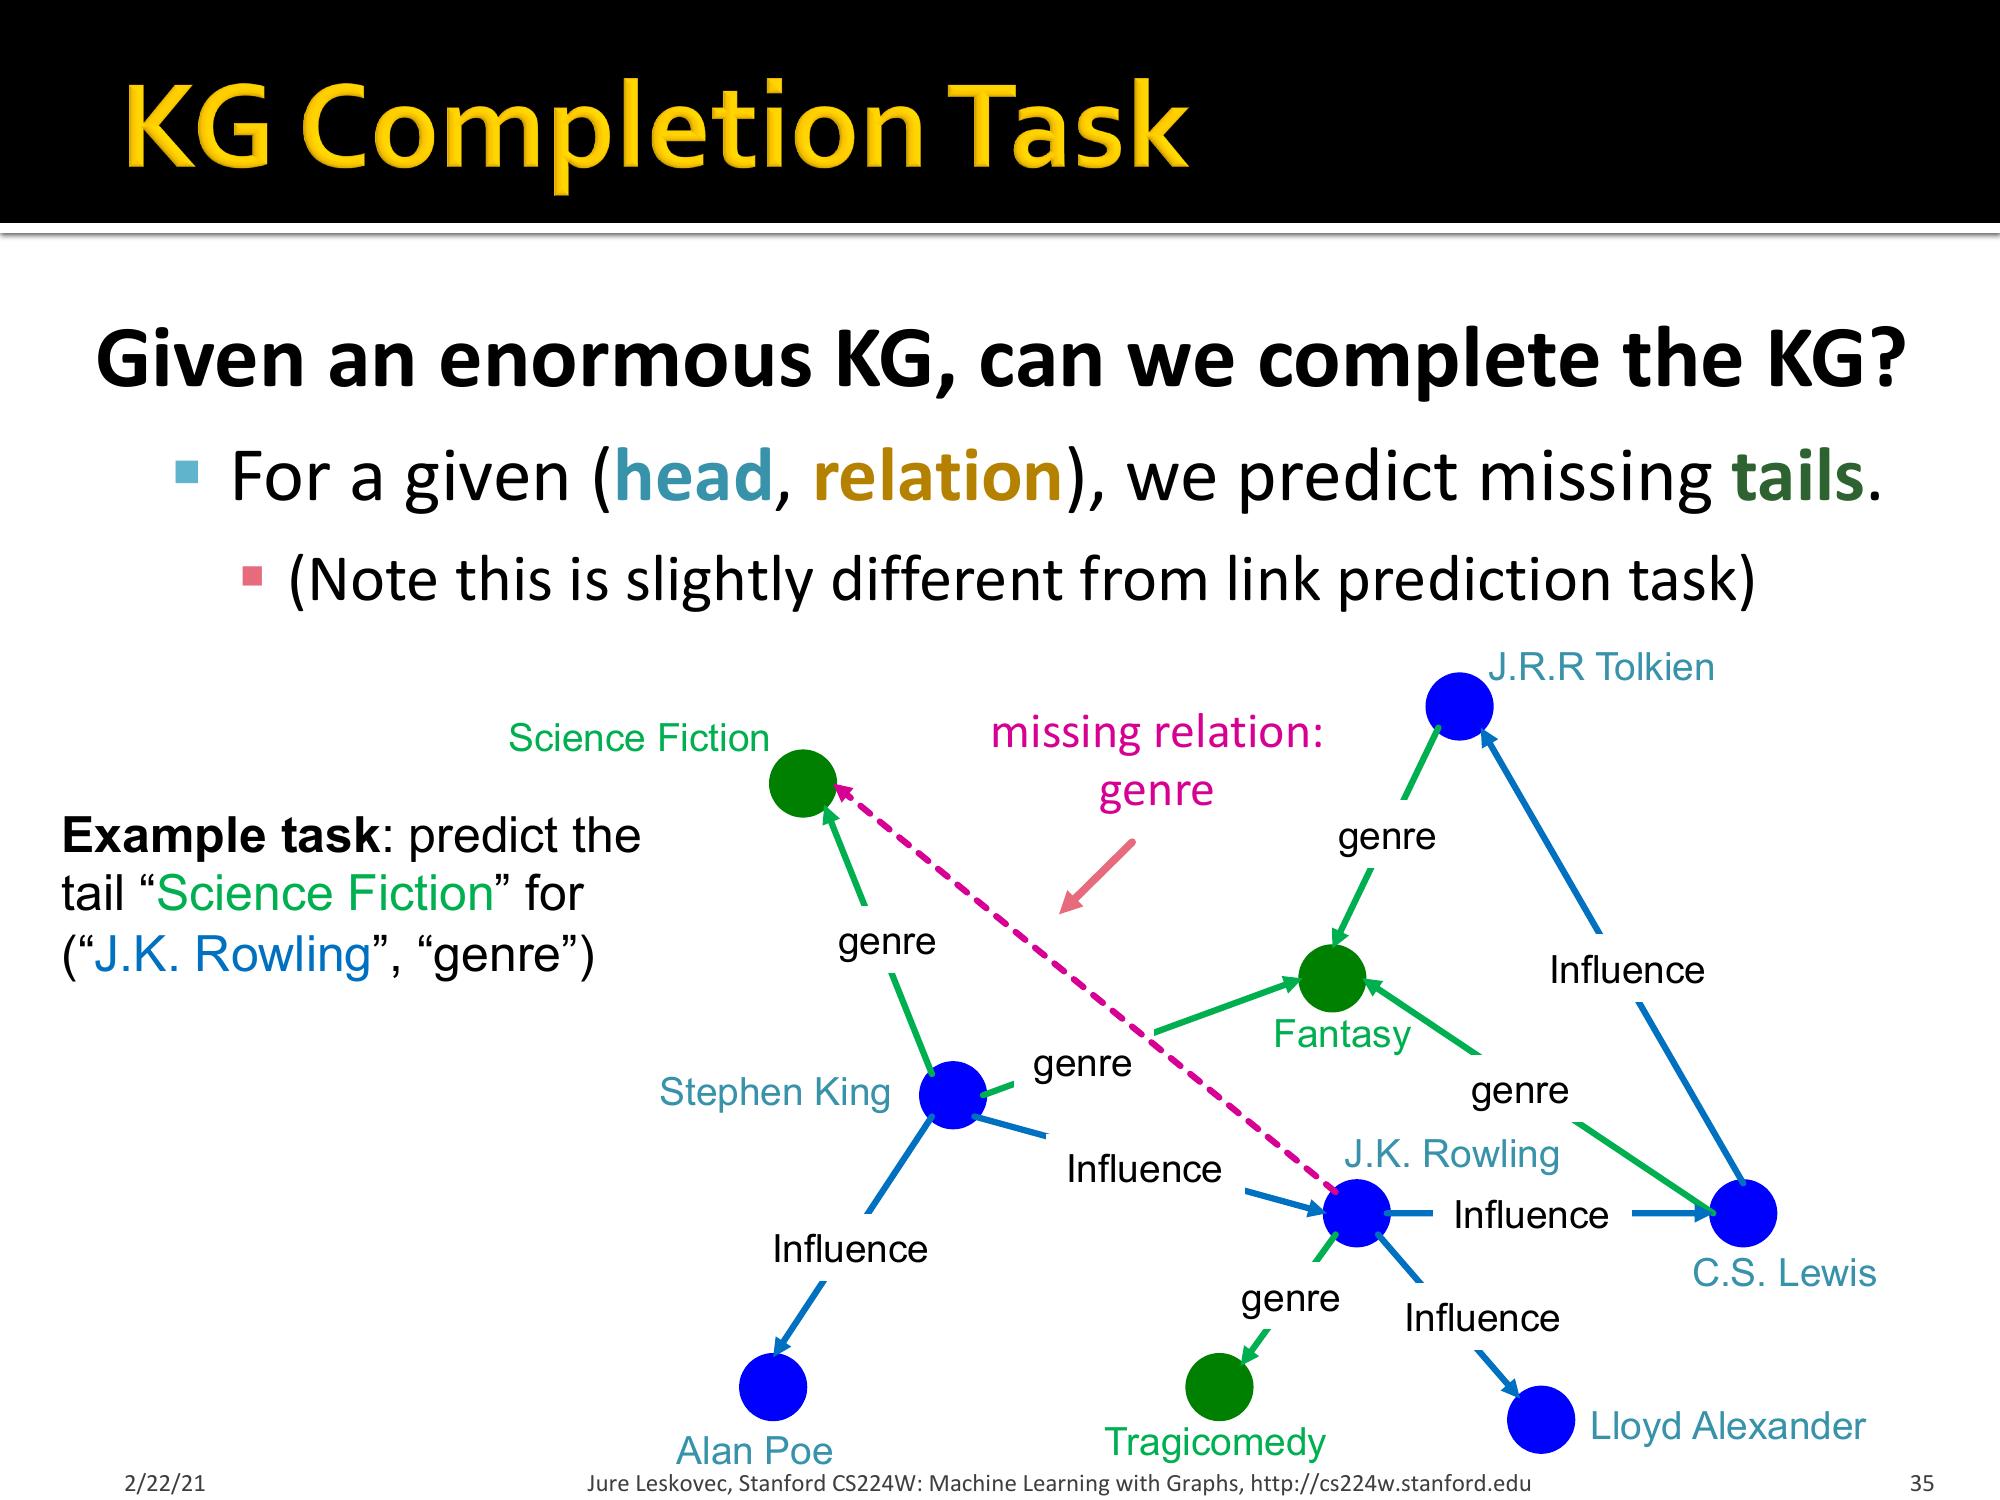 KG Completion Task
Given an enormous KG, can we complete the KG?
For a given (head, relation), we predict missing tails.
(Note this is slightly different from link prediction task)
J.R.R Tolkien
Science Fiction
missing relation:
genre
Example task: predict the
tail “Science Fiction” for
(“J.K. Rowling”, “genre”)
genre
genre
Influence
Fantasy
genre
Stephen King
genre
J.K. Rowling
Influence
Influence
Influence
C.S. Lewis
genre
Influence
Alan Poe
Tragicomedy
Lloyd Alexander
2/22/21
Jure Leskovec, Stanford CS224W: Machine Learning with Graphs, http://cs224w.stanford.edu
35